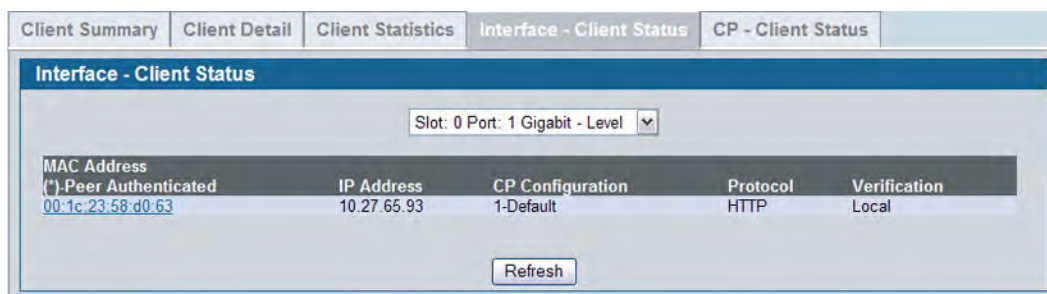 Client Summary Client Detail Client Statistics Interface - Client Status CP - Client Status
Interface - Client Status
Slot: 0 Port: 1 Gigabit - Level
MAC Address
(*)-Peer Authenticated IP Address CP Configuration Protocol Verification
00:1c:23:58:d0:63 10.27.65.93 1-Default HTTP Local
Refresh